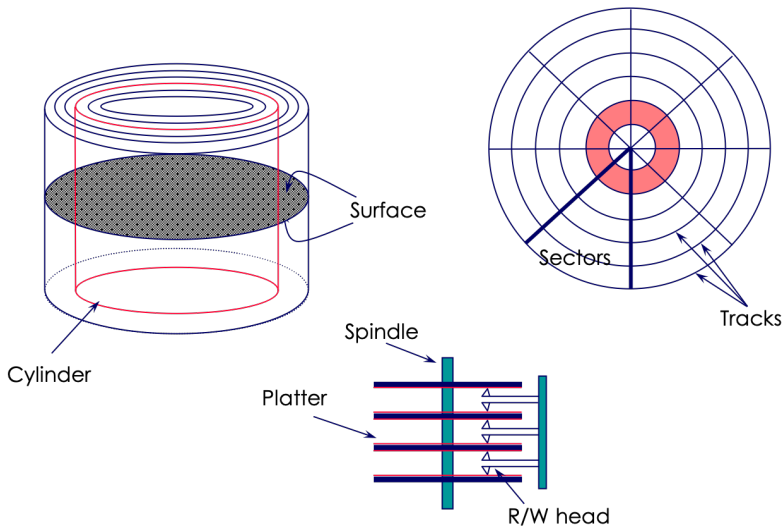 Surface
Sectors
Tracks
Spindle
Cylinder
Platter
R/W head